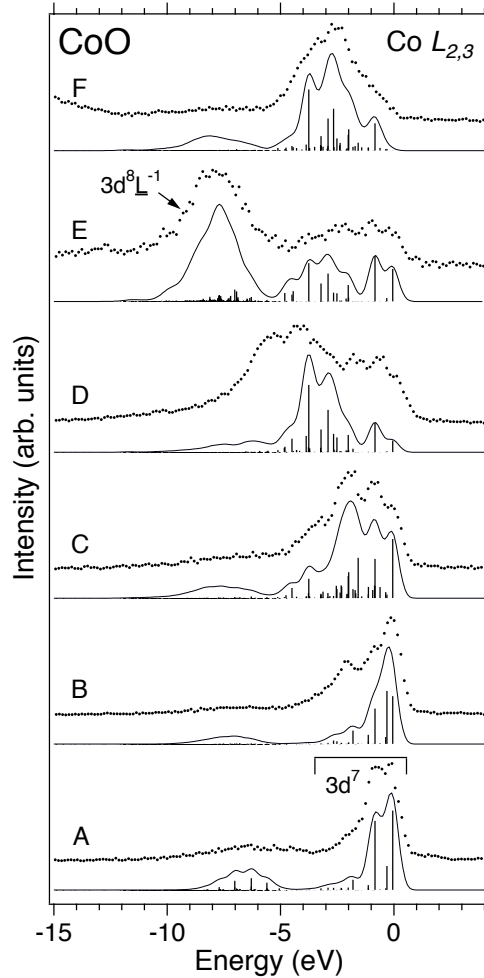 CoO
Co L2,3
F
3d8L-1
E
D
C
B
3d7
A
-15
-10
-5
0
Energy (eV)
Intensity (arb. units)